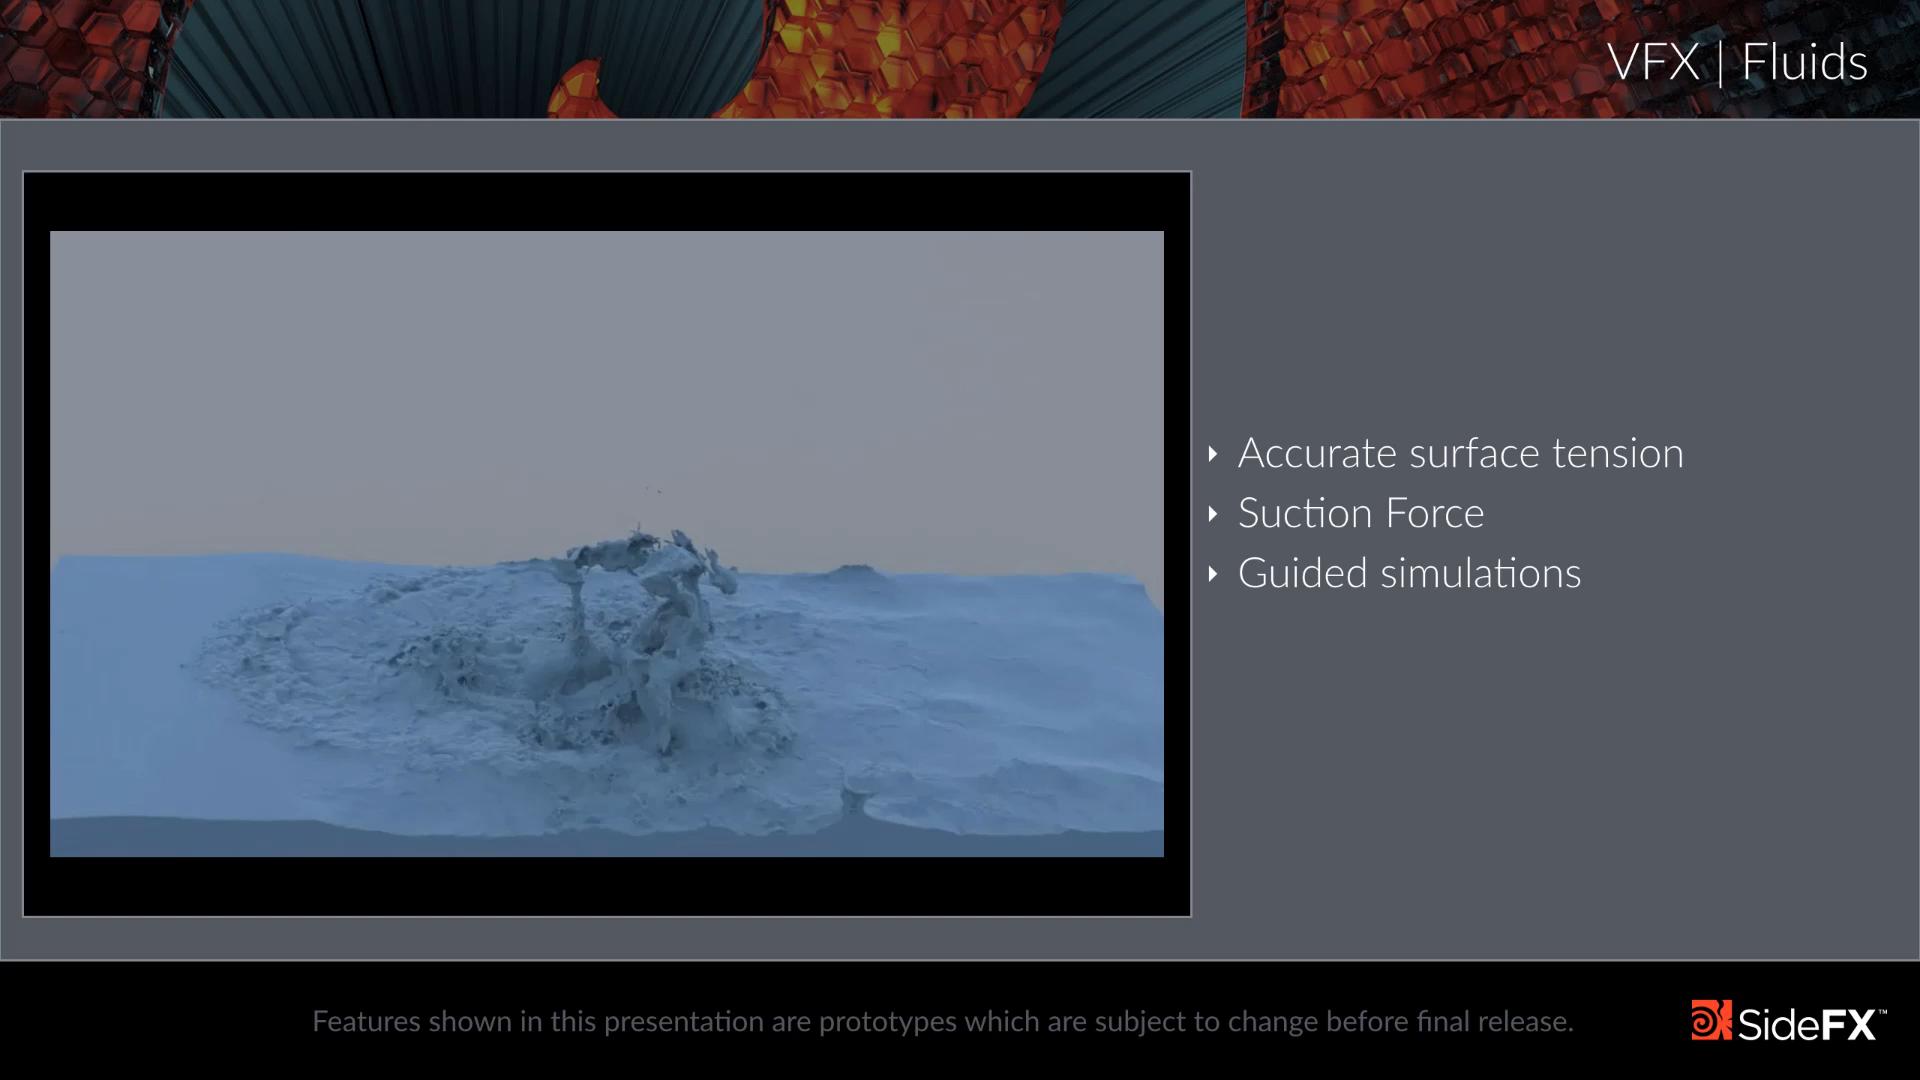 VFX | Fluids
Accurate surface tension
Suction Force
Guided simulations
Features shown in this presentation are prototypes which are subject to change before final release.
SideFX™